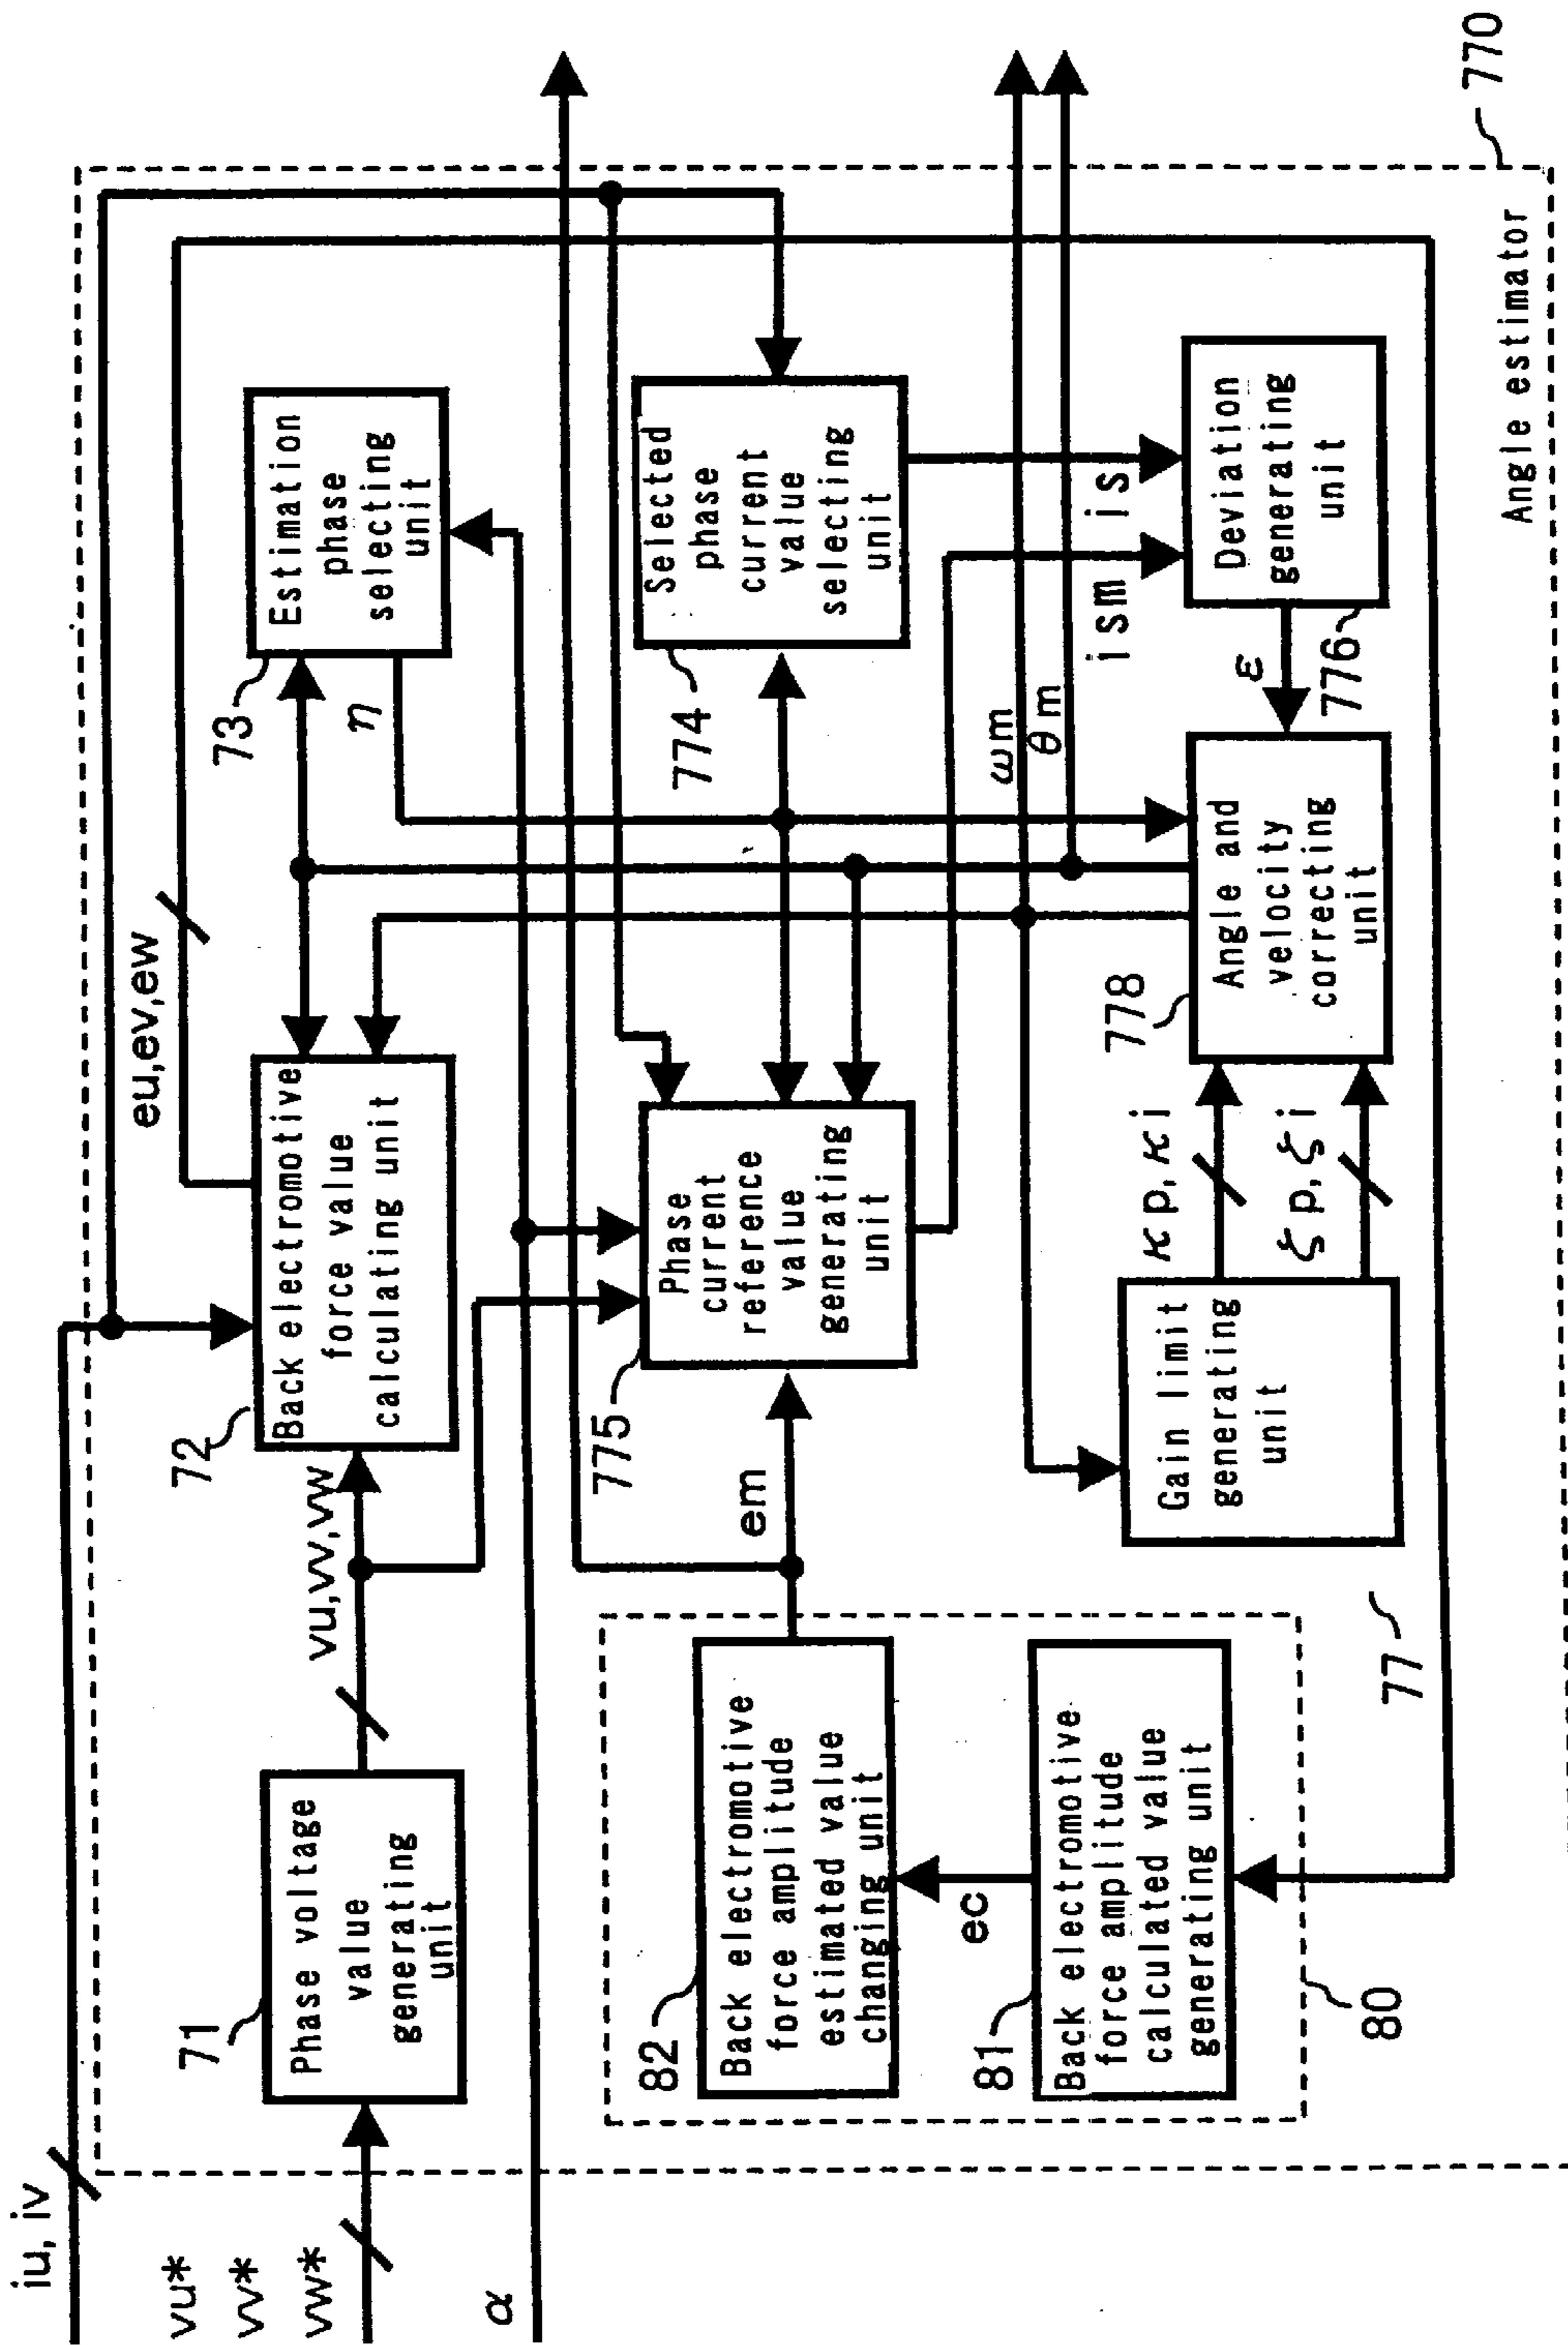 iu, iv
vu*
vv*
vw*
α
71
Phase voltage
value
generating
unit
vu,vv,vw
72
Back electromotive
force value
calculating unit
eu,ev,ew
73
Estimation
phase
selecting
unit
η
82
Back electromotive
force amplitude
estimated value
changing unit
ec
81
Back electromotive
force amplitude
calculated value
generating unit
80
em
775
Phase
current
reference
value
generating
unit
774
Selected
phase
current
value
selecting
unit
ωm
θm
ism
is
77
Gain limit
generating
unit
κp,κi
ζp,ζi
778
Angle and
velocity
correcting
unit
ε
776
Deviation
generating
unit
Angle estimator
770